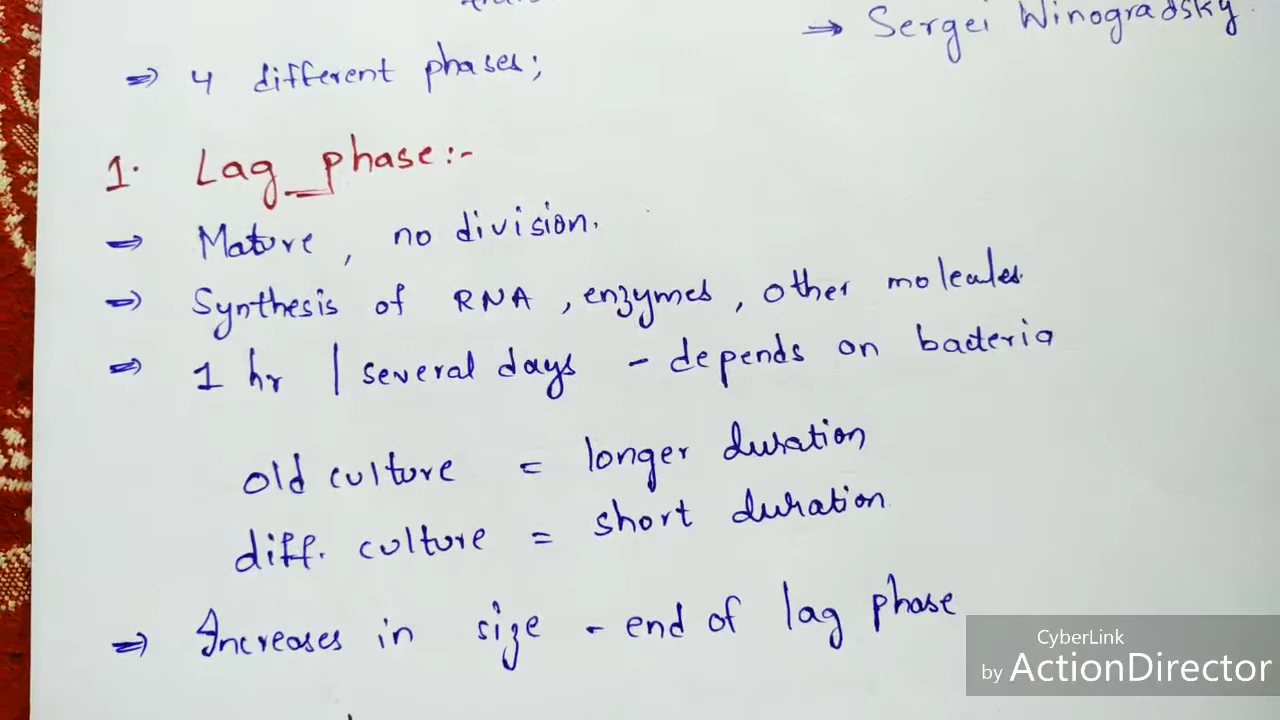 → Sergei Winogradsky
⇒ 4 different phases;
1. Lag phase:-
⇒ Mature, no division.
⇒ Synthesis of RNA, enzymes, other molecules
⇒ 1 hr | several days - depends on bacteria
old culture = longer duration
diff. culture = short duration
⇒ Increases in size - end of lag phase
CyberLink
by ActionDirector